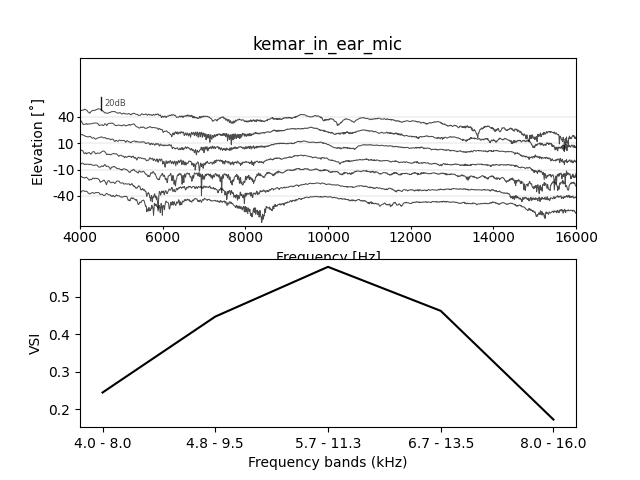 kemar_in_ear_mic
20dB
40
10
-10
-40
Elevation [˚]
4000 6000 8000 10000 12000 14000 16000
Frequency [Hz]
0.5
0.4
0.3
0.2
VSI
4.0 - 8.0 4.8 - 9.5 5.7 - 11.3 6.7 - 13.5 8.0 - 16.0
Frequency bands (kHz)